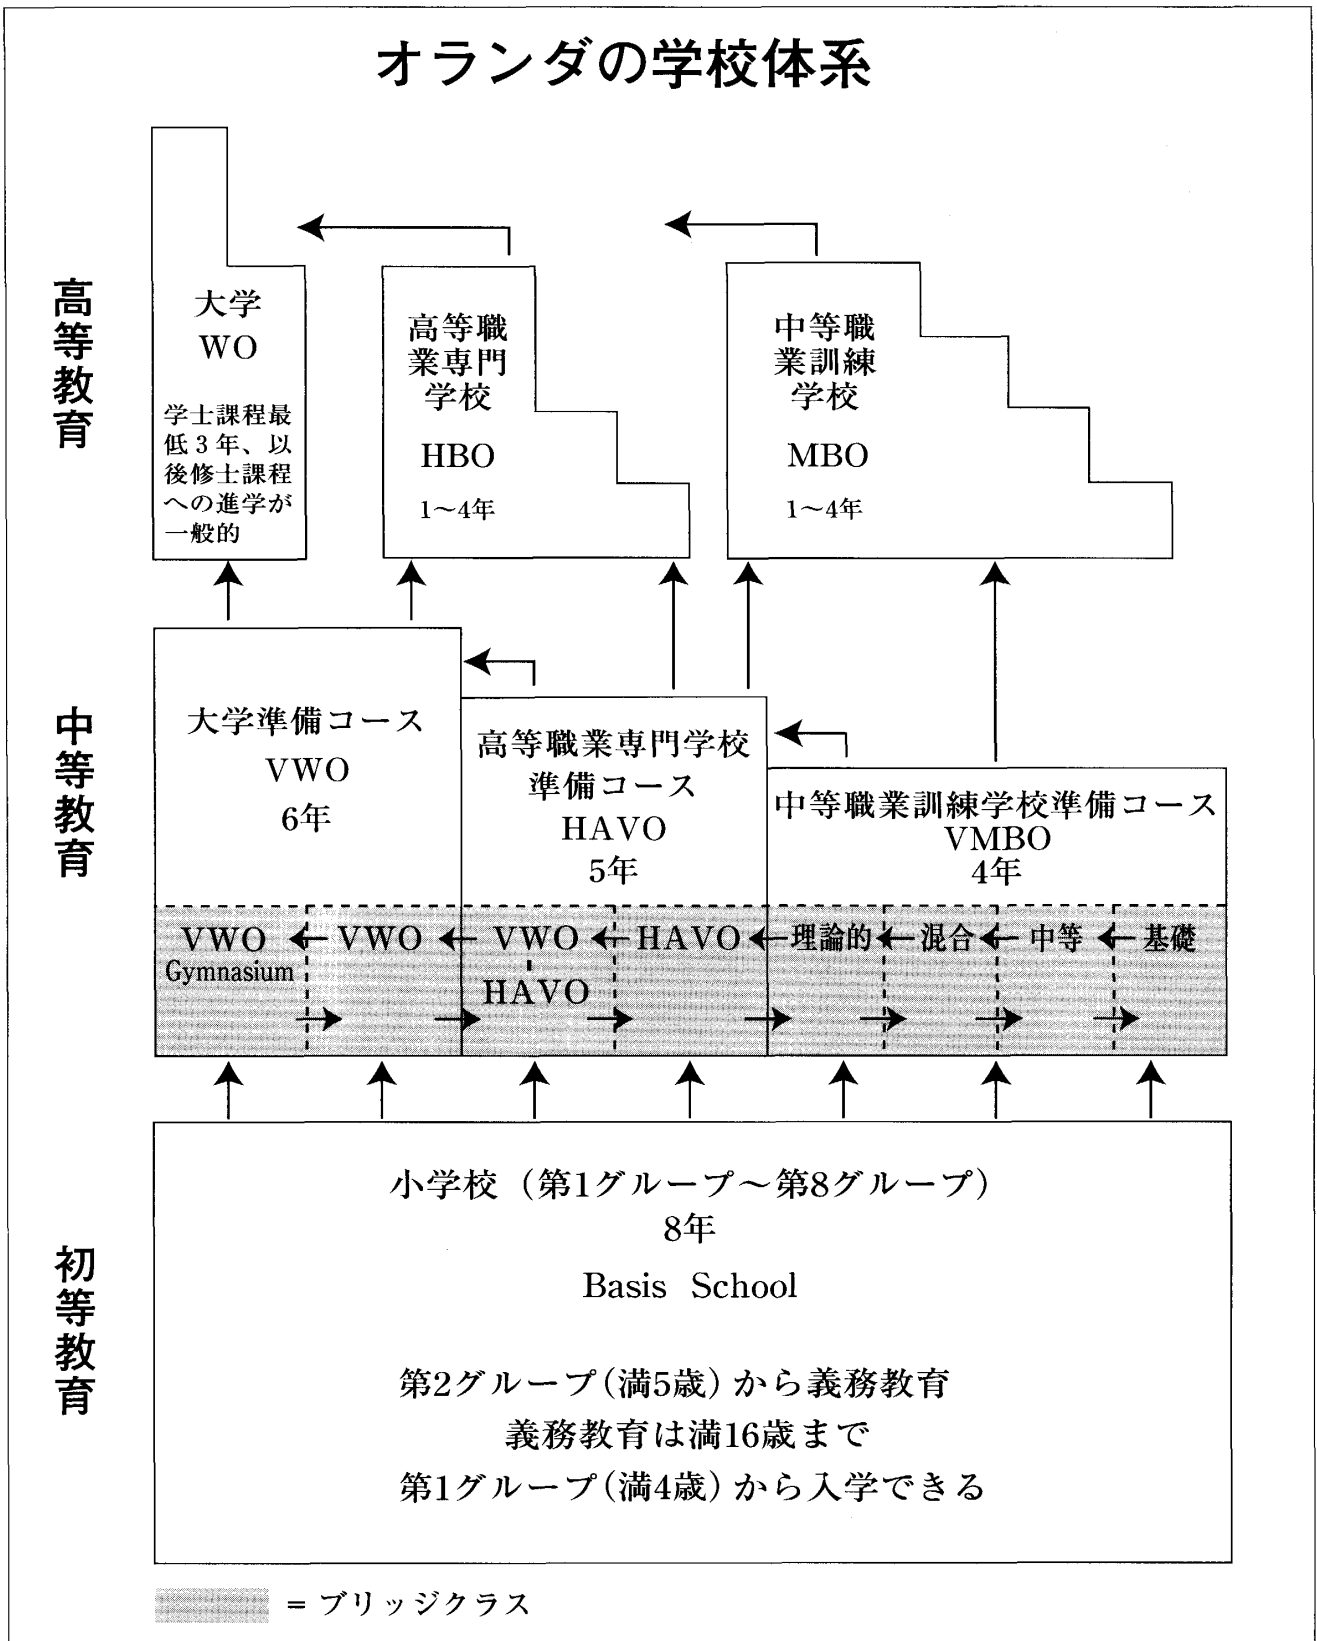 オランダの学校体系
高等教育
大学
WO
学士課程最
低3年、以
後修士課程
への進学が
一般的
高等職
業専門
学校
HBO
1〜4年
中等職
業訓練
学校
MBO
1〜4年
中等教育
大学準備コース
VWO
6年
高等職業専門学校
準備コース
HAVO
5年
中等職業訓練学校準備コース
VMBO
4年
VWO
Gymnasium
VWO
VWO
HAVO
HAVO
理論的
混合
中等
基礎
初等教育
小学校（第1グループ〜第8グループ）
8年
Basis School
第2グループ（満5歳）から義務教育
義務教育は満16歳まで
第1グループ（満4歳）から入学できる
= ブリッジクラス